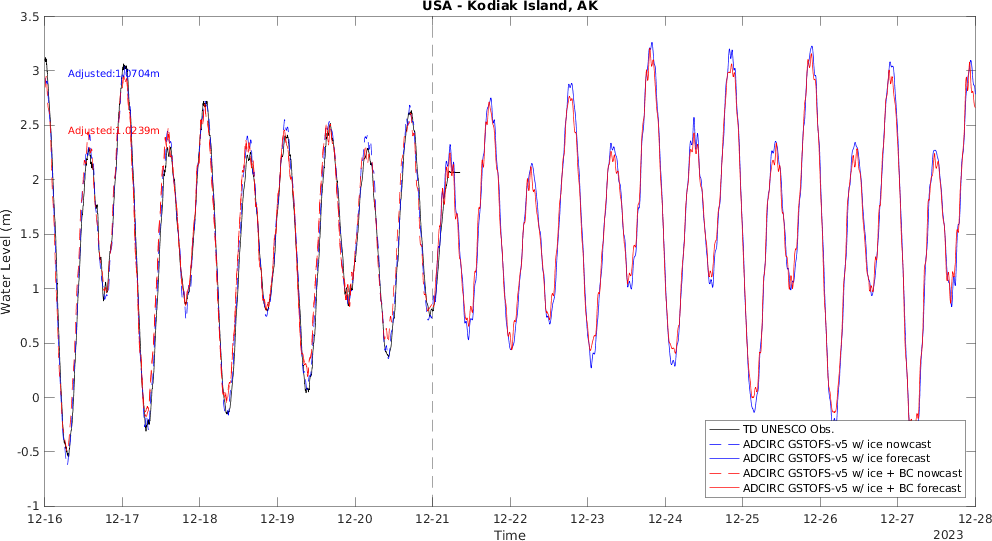 USA - Kodiak Island, AK
3.5
3
2.5
2
1.5
1
0.5
0
-0.5
-1
Water Level (m)
Adjusted:1.0704m
Adjusted:1.0239m
TD UNESCO Obs.
ADCIRC GSTOFS-v5 w/ ice nowcast
ADCIRC GSTOFS-v5 w/ ice forecast
ADCIRC GSTOFS-v5 w/ ice + BC nowcast
ADCIRC GSTOFS-v5 w/ ice + BC forecast
12-16 12-17 12-18 12-19 12-20 12-21 12-22 12-23 12-24 12-25 12-26 12-27 12-28
Time
2023